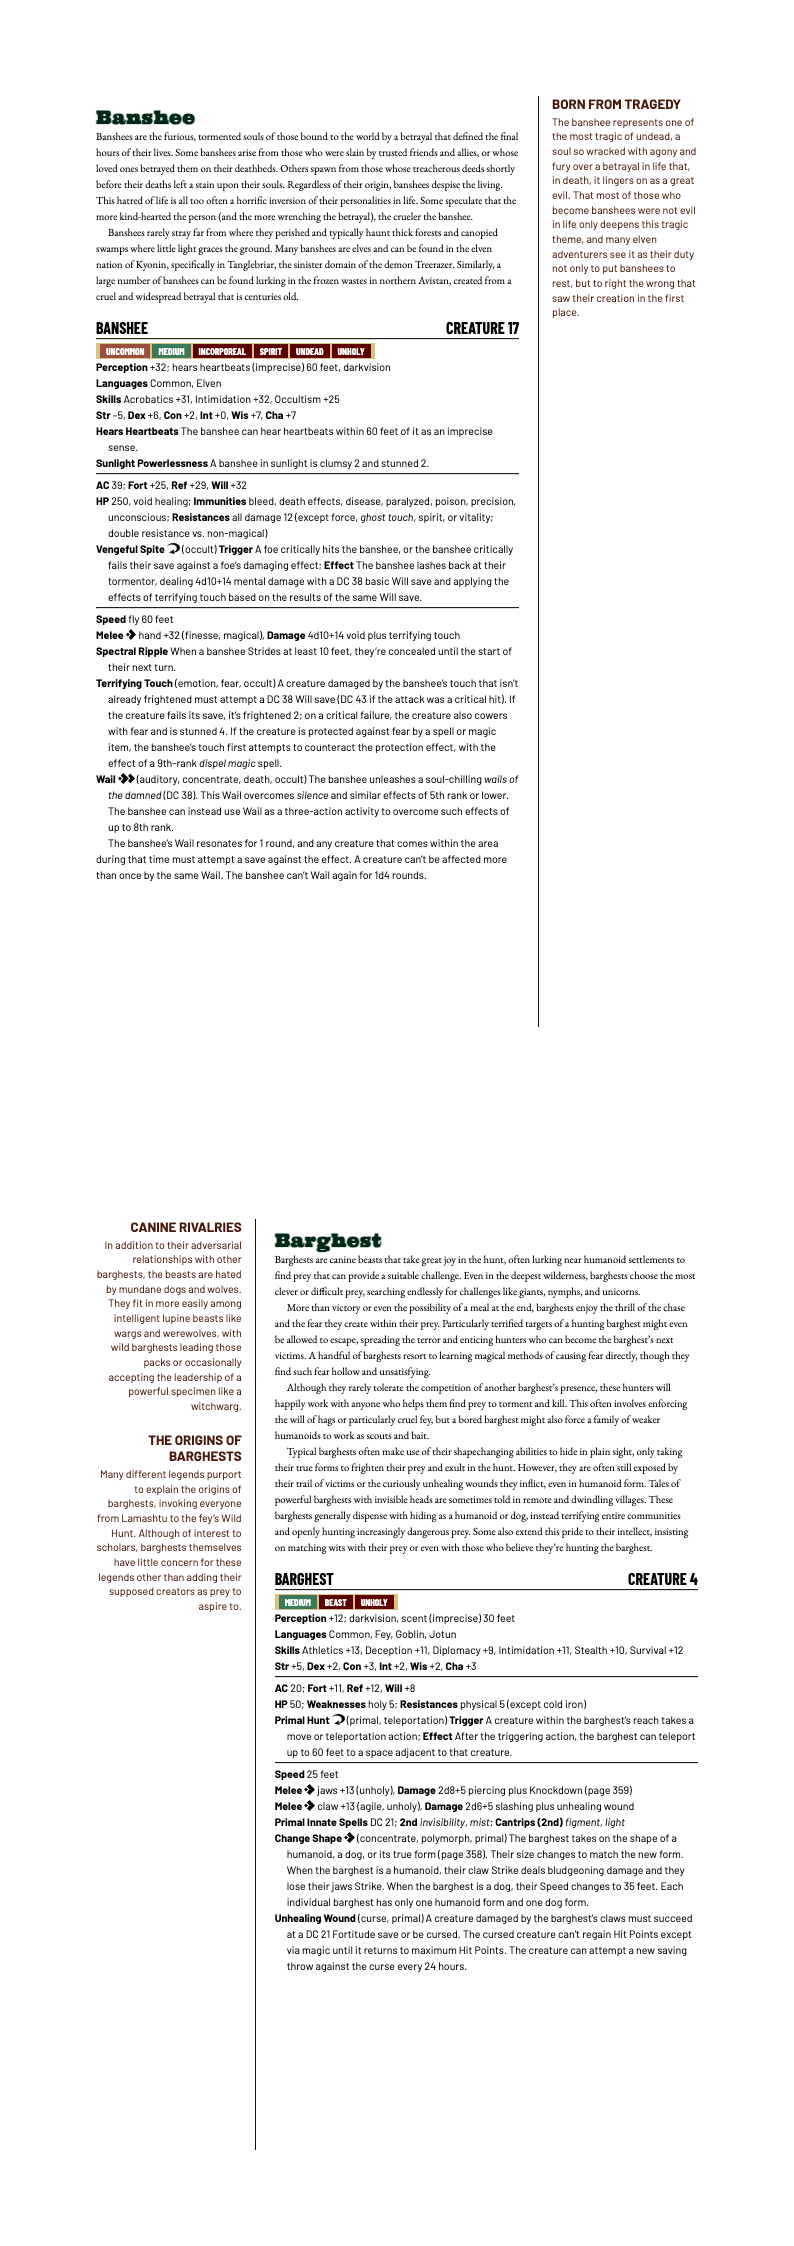 Banshee
Banshees are the furious, tormented souls of those bound to the world by a betrayal that defined the final
hours of their lives. Some banshees arise from those who were slain by trusted friends and allies, or whose
loved ones betrayed them on their deathbeds. Others spawn from those whose treacherous deeds shortly
before their deaths left a stain upon their souls. Regardless of their origin, banshees despise the living.
This hatred of life is all too often a horrific inversion of their personalities in life. Some speculate that the
more kind-hearted the person (and the more wrenching the betrayal), the crueler the banshee.
Banshees rarely stray far from where they perished and typically haunt thick forests and canopied
swamps where little light graces the ground. Many banshees are elves and can be found in the elven
nation of Kyonin, specifically in Tanglebriar, the sinister domain of the demon Treerazer. Similarly, a
large number of banshees can be found lurking in the frozen wastes in northern Avistan, created from a
cruel and widespread betrayal that is centuries old.
BANSHEE CREATURE 17
UNCOMMON MEDIUM INCORPOREAL SPIRIT UNDEAD UNHOLY
Perception +32; hears heartbeats (imprecise) 60 feet, darkvision
Languages Common, Elven
Skills Acrobatics +31, Intimidation +32, Occultism +25
Str –5, Dex +6, Con +2, Int +0, Wis +7, Cha +7
Hears Heartbeats The banshee can hear heartbeats within 60 feet of it as an imprecise
sense.
Sunlight Powerlessness A banshee in sunlight is clumsy 2 and stunned 2.
AC 39; Fort +25, Ref +29, Will +32
HP 250, void healing; Immunities bleed, death effects, disease, paralyzed, poison, precision,
unconscious; Resistances all damage 12 (except force, ghost touch, spirit, or vitality;
double resistance vs. non-magical)
Vengeful Spite (occult) Trigger A foe critically hits the banshee, or the banshee critically
fails their save against a foe's damaging effect; Effect The banshee lashes back at their
tormentor, dealing 4d10+14 mental damage with a DC 38 basic Will save and applying the
effects of terrifying touch based on the results of the same Will save.
Speed fly 60 feet
Melee hand +32 (finesse, magical), Damage 4d10+14 void plus terrifying touch
Spectral Ripple When a banshee Strides at least 10 feet, they're concealed until the start of
their next turn.
Terrifying Touch (emotion, fear, occult) A creature damaged by the banshee's touch that isn't
already frightened must attempt a DC 38 Will save (DC 43 if the attack was a critical hit). If
the creature fails its save, it's frightened 2; on a critical failure, the creature also cowers
with fear and is stunned 4. If the creature is protected against fear by a spell or magic
item, the banshee's touch first attempts to counteract the protection effect, with the
effect of a 9th-rank dispel magic spell.
Wail (auditory, concentrate, death, occult) The banshee unleashes a soul-chilling wails of
the damned (DC 38). This Wail overcomes silence and similar effects of 5th rank or lower.
The banshee can instead use Wail as a three-action activity to overcome such effects of
up to 8th rank.
The banshee's Wail resonates for 1 round, and any creature that comes within the area
during that time must attempt a save against the effect. A creature can't be affected more
than once by the same Wail. The banshee can't Wail again for 1d4 rounds.
BORN FROM TRAGEDY
The banshee represents one of
the most tragic of undead, a
soul so wracked with agony and
fury over a betrayal in life that,
in death, it lingers on as a great
evil. That most of those who
become banshees were not evil
in life only deepens this tragic
theme, and many elven
adventurers see it as their duty
not only to put banshees to
rest, but to right the wrong that
saw their creation in the first
place.
CANINE RIVALRIES
In addition to their adversarial
relationships with other
barghests, the beasts are hated
by mundane dogs and wolves.
They fit in more easily among
intelligent lupine beasts like
wargs and werewolves, with
wild barghests leading those
packs or occasionally
accepting the leadership of a
powerful specimen like a
witchwarg.
THE ORIGINS OF
BARGHESTS
Many different legends purport
to explain the origins of
barghests, invoking everyone
from Lamashtu to the fey's Wild
Hunt. Although of interest to
scholars, barghests themselves
have little concern for these
legends other than adding their
supposed creators as prey to
aspire to.
Barghest
Barghests are canine beasts that take great joy in the hunt, often lurking near humanoid settlements to
find prey that can provide a suitable challenge. Even in the deepest wilderness, barghests choose the most
clever or difficult prey, searching endlessly for challenges like giants, nymphs, and unicorns.
More than victory or even the possibility of a meal at the end, barghests enjoy the thrill of the chase
and the fear they create within their prey. Particularly terrified targets of a hunting barghest might even
be allowed to escape, spreading the terror and enticing hunters who can become the barghest's next
victims. A handful of barghests resort to learning magical methods of causing fear directly, though they
find such fear hollow and unsatisfying.
Although they rarely tolerate the competition of another barghest's presence, these hunters will
happily work with anyone who helps them find prey to torment and kill. This often involves enforcing
the will of hags or particularly cruel fey, but a bored barghest might also force a family of weaker
humanoids to work as scouts and bait.
Typical barghests often make use of their shapechanging abilities to hide in plain sight, only taking
their true forms to frighten their prey and exult in the hunt. However, they are often still exposed by
their trail of victims or the curiously unhealing wounds they inflict, even in humanoid form. Tales of
powerful barghests with invisible heads are sometimes told in remote and dwindling villages. These
barghests generally dispense with hiding as a humanoid or dog, instead terrifying entire communities
and openly hunting increasingly dangerous prey. Some also extend this pride to their intellect, insisting
on matching wits with their prey or even with those who believe they're hunting the barghest.
BARGHEST CREATURE 4
MEDIUM BEAST UNHOLY
Perception +12; darkvision, scent (imprecise) 30 feet
Languages Common, Fey, Goblin, Jotun
Skills Athletics +13, Deception +11, Diplomacy +9, Intimidation +11, Stealth +10, Survival +12
Str +5, Dex +2, Con +3, Int +2, Wis +2, Cha +3
AC 20; Fort +11, Ref +12, Will +8
HP 50; Weaknesses holy 5; Resistances physical 5 (except cold iron)
Primal Hunt (primal, teleportation) Trigger A creature within the barghest's reach takes a
move or teleportation action; Effect After the triggering action, the barghest can teleport
up to 60 feet to a space adjacent to that creature.
Speed 25 feet
Melee jaws +13 (unholy), Damage 2d8+5 piercing plus Knockdown (page 359)
Melee claw +13 (agile, unholy), Damage 2d6+5 slashing plus unhealing wound
Primal Innate Spells DC 21; 2nd invisibility, mist; Cantrips (2nd) figment, light
Change Shape (concentrate, polymorph, primal) The barghest takes on the shape of a
humanoid, a dog, or its true form (page 358). Their size changes to match the new form.
When the barghest is a humanoid, their claw Strike deals bludgeoning damage and they
lose their jaws Strike. When the barghest is a dog, their Speed changes to 35 feet. Each
individual barghest has only one humanoid form and one dog form.
Unhealing Wound (curse, primal) A creature damaged by the barghest's claws must succeed
at a DC 21 Fortitude save or be cursed. The cursed creature can't regain Hit Points except
via magic until it returns to maximum Hit Points. The creature can attempt a new saving
throw against the curse every 24 hours.